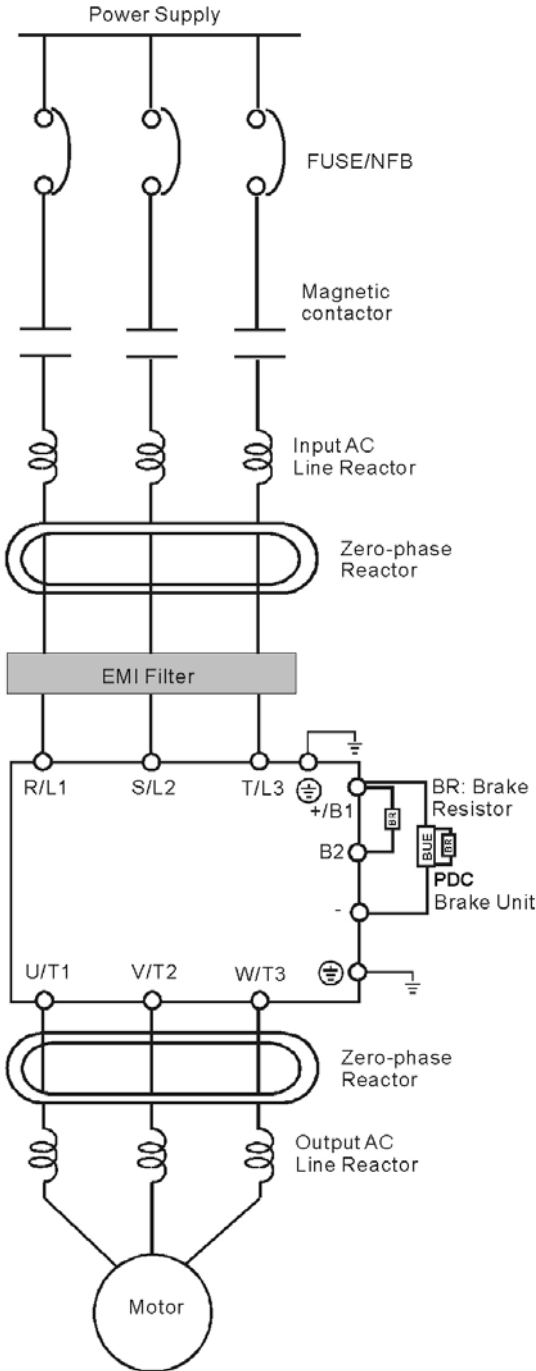 Power Supply
FUSE/NFB
Magnetic
contactor
Input AC
Line Reactor
Zero-phase
Reactor
EMI Filter
R/L1
S/L2
T/L3
+/B1
BR: Brake
Resistor
BR
B2
BUE
BR
PDC
Brake Unit
-
U/T1
V/T2
W/T3
Zero-phase
Reactor
Output AC
Line Reactor
Motor